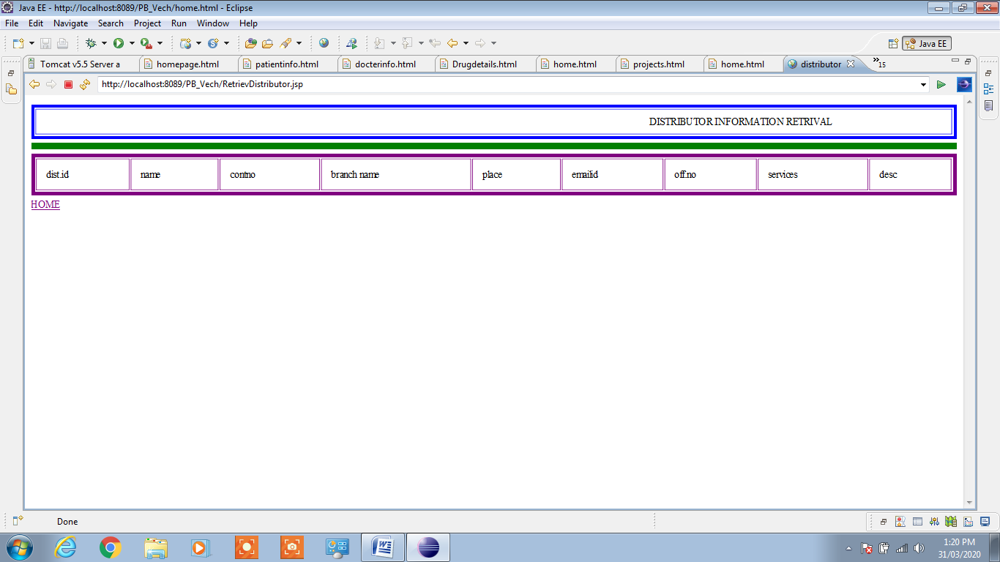 Java EE - http://localhost:8089/PB_Vech/home.html - Eclipse
File Edit Navigate Search Project Run Window Help
Java EE
Tomcat v5.5 Server a homepage.html patientinfo.html docterinfo.html Drugdetails.html home.html projects.html home.html distributor »15
http://localhost:8089/PB_Vech/RetrievDistributor.jsp
DISTRIBUTOR INFORMATION RETRIVAL
dist.id name contno branch name place emailid off.no services desc
HOME
Done
1:20 PM
31/03/2020